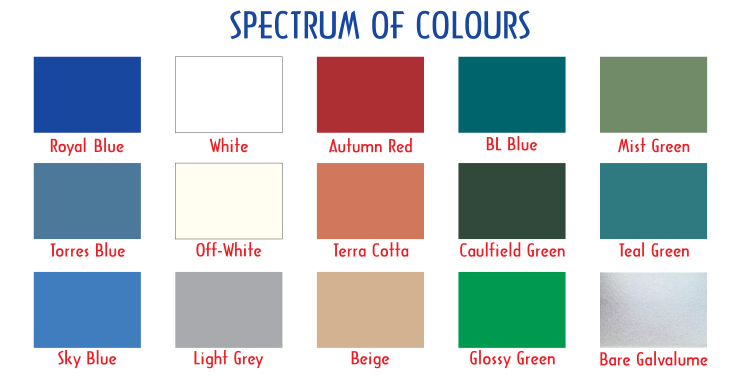 SPECTRUM OF COLOURS
Royal Blue
White
Autumn Red
BL Blue
Mist Green
Torres Blue
Off-White
Terra Cotta
Caulfield Green
Teal Green
Sky Blue
Light Grey
Beige
Glossy Green
Bare Galvalume